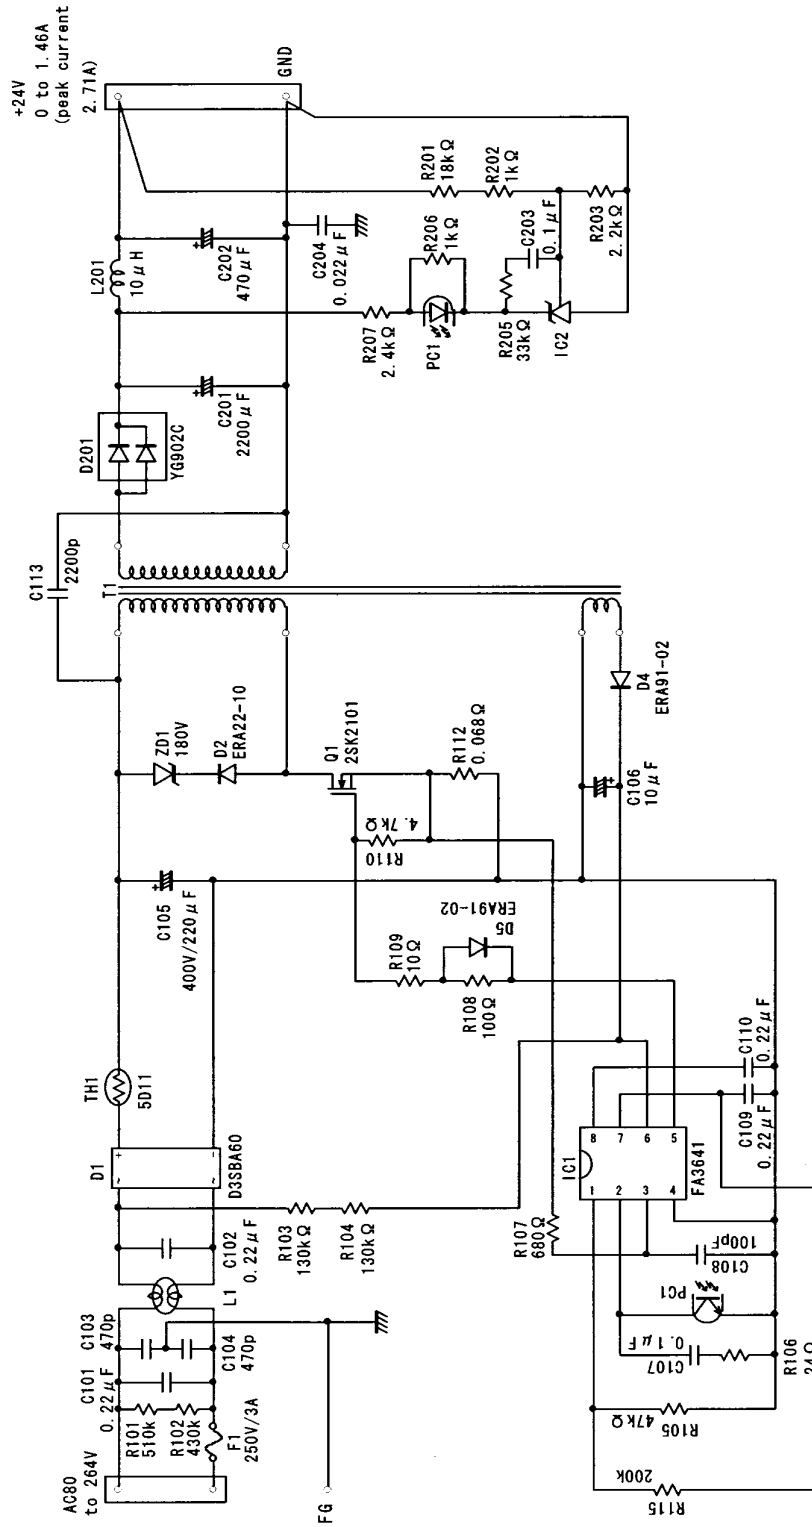 AC80
to 264V
FG
F1
250V/3A
R101
510k
R102
430k
C101
0.22μF
C103
470p
C104
470p
L1
C102
0.22μF
D1
D3SBA60
R103
130kΩ
R104
130kΩ
TH1
5D11
C105
400V/220μF
ZD1
180V
D2
ERA22-10
Q1
2SK2101
R112
0.068Ω
R110
4.7kΩ
R109
10Ω
R108
100Ω
D5
ERA91-02
T1
C113
2200p
D4
ERA91-02
C106
10μF
D201
YG902C
C201
2200μF
L201
10μH
C202
470μF
C204
0.022μF
+24V
0 to 1.46A
(peak current
2.71A)
GND
R207
2.4kΩ
PC1
R206
1kΩ
R205
33kΩ
C203
0.1μF
IC2
R201
18kΩ
R202
1kΩ
R203
2.2kΩ
IC1
FA3641
1
2
3
4
5
6
7
8
R107
680Ω
C108
100pF
PC1
C107
0.1μF
R106
24Ω
R105
47kΩ
R115
200k
C109
0.22μF
C110
0.22μF